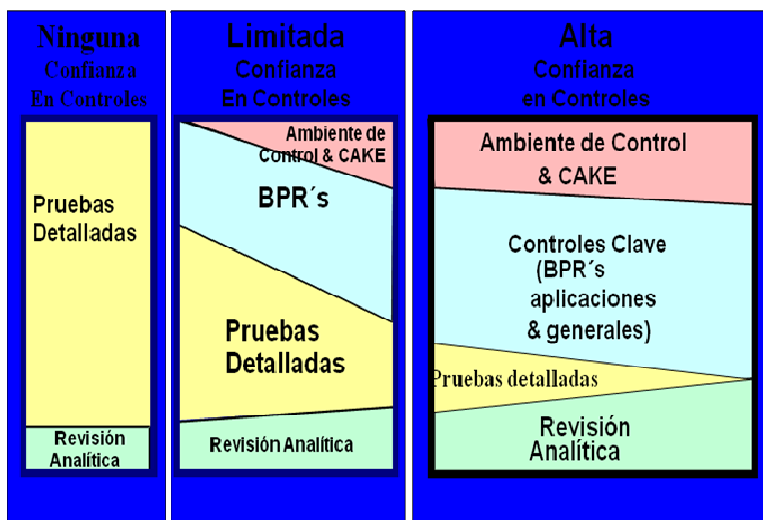 Ninguna
Confianza
En Controles
Pruebas
Detalladas
Revisión
Analítica
Limitada
Confianza
En Controles
Ambiente de
Control & CAKE
BPR´s
Pruebas
Detalladas
Revisión Analítica
Alta
Confianza
en Controles
Ambiente de Control
& CAKE
Controles Clave
(BPR´s
aplicaciones
& generales)
Pruebas detalladas
Revisión
Analítica